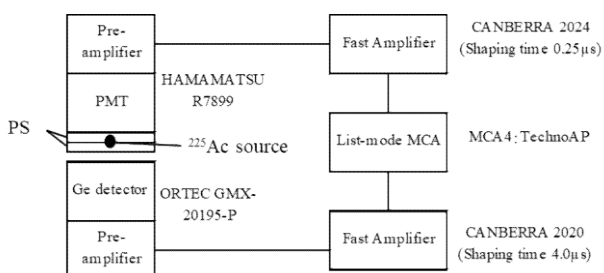 Pre-
amplifier
Fast Amplifier
CANBERRA 2024
(Shaping time 0.25μs)
PMT
HAMAMATSU
R7899
PS
²²⁵Ac source
List-mode MCA
MCA4：TechnoAP
Ge detector
ORTEC GMX-
20195-P
Pre-
amplifier
Fast Amplifier
CANBERRA 2020
(Shaping time 4.0μs)